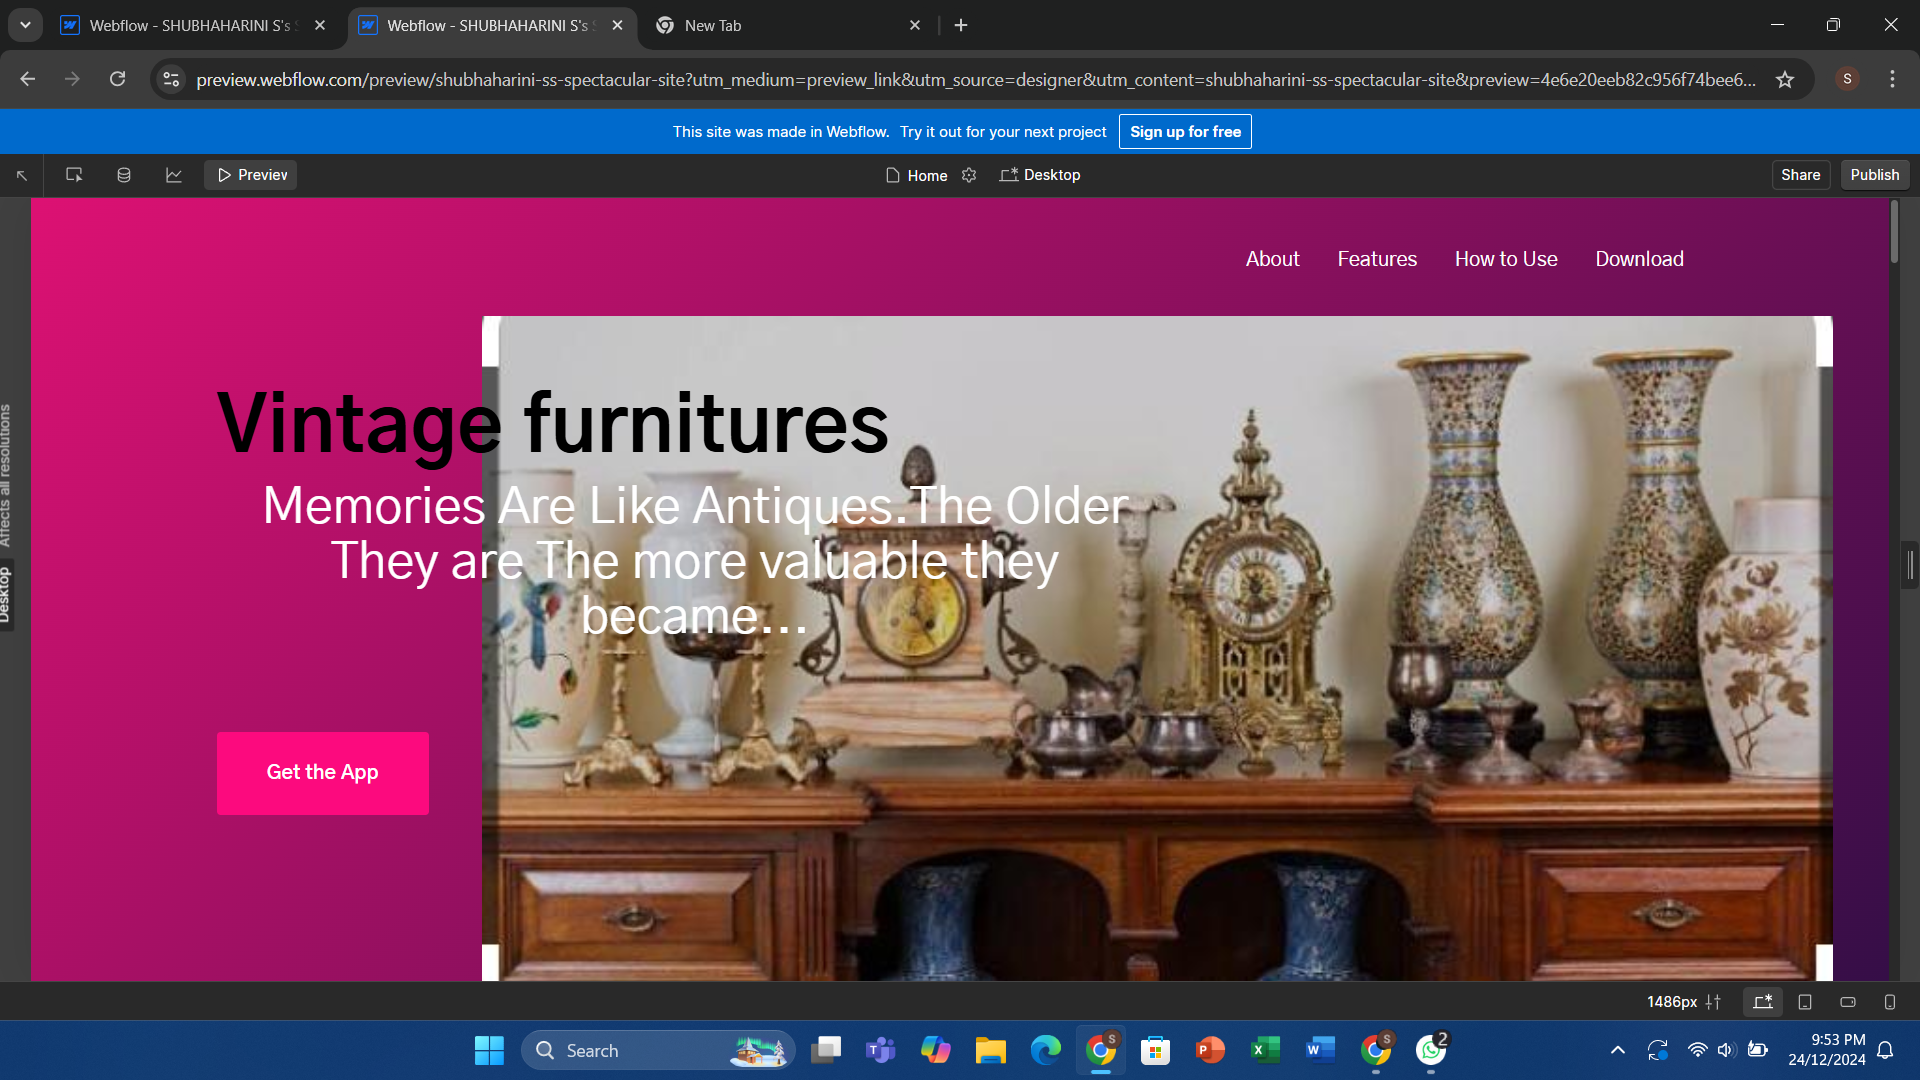 Webflow - SHUBHAHARINI S's
Webflow - SHUBHAHARINI S's
New Tab
preview.webflow.com/preview/shubhaharini-ss-spectacular-site?utm_medium=preview_link&utm_source=designer&utm_content=shubhaharini-ss-spectacular-site&preview=4e6e20eeb82c956f74bee6...
S
This site was made in Webflow. Try it out for your next project
Sign up for free
Preview
Home
Desktop
Share
Publish
About
Features
How to Use
Download
Affects all resolutions
Desktop
Vintage furnitures
Memories Are Like Antiques.The Older
They are The more valuable they
became...
Get the App
1486px
Search
S
S
2
9:53 PM
24/12/2024